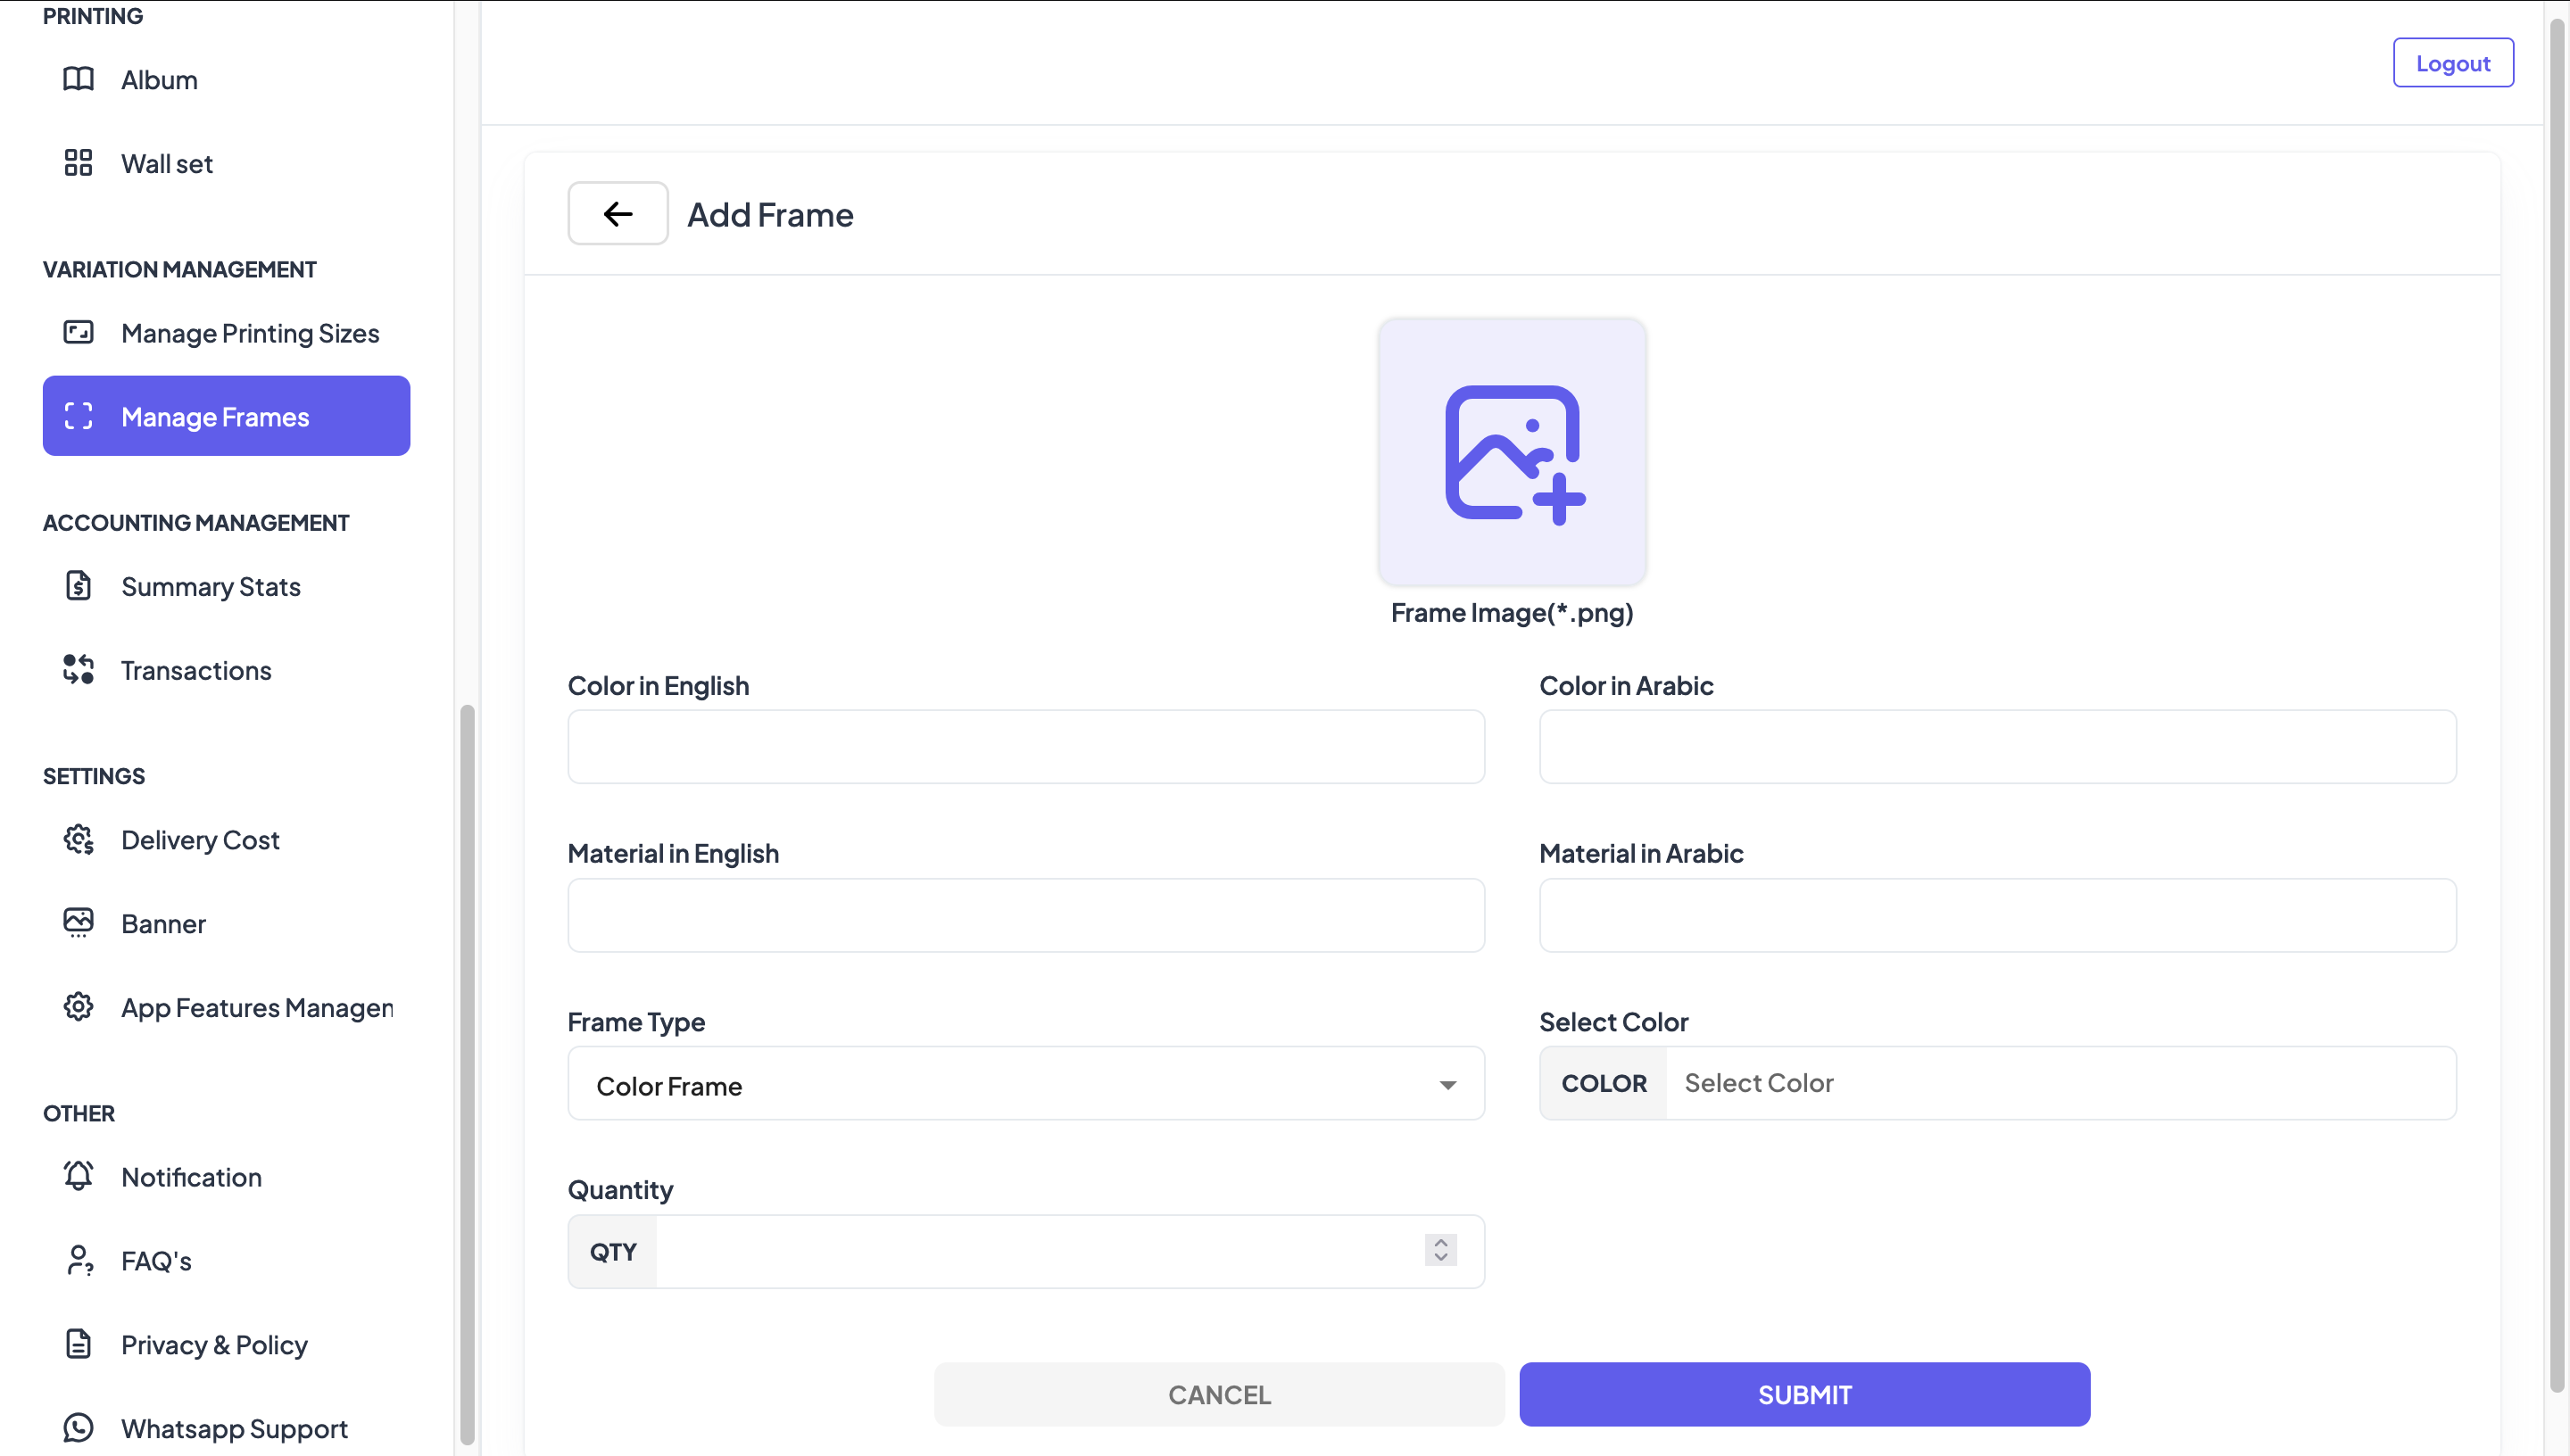 PRINTING
Album
Wall set
VARIATION MANAGEMENT
Manage Printing Sizes
Manage Frames
ACCOUNTING MANAGEMENT
Summary Stats
Transactions
SETTINGS
Delivery Cost
Banner
App Features Managen
OTHER
Notification
FAQ's
Privacy & Policy
Whatsapp Support
Logout
Add Frame
Frame Image(*.png)
Color in English
Color in Arabic
Material in English
Material in Arabic
Frame Type
Select Color
Color Frame
COLOR Select Color
Quantity
QTY
CANCEL
SUBMIT